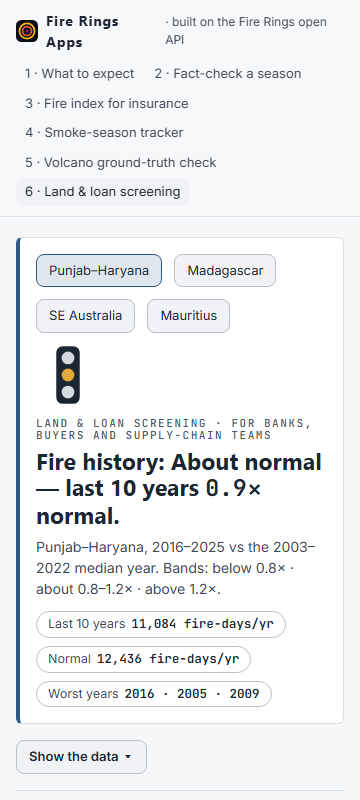 Fire Rings Apps
· built on the Fire Rings open API
1 · What to expect
2 · Fact-check a season
3 · Fire index for insurance
4 · Smoke-season tracker
5 · Volcano ground-truth check
6 · Land & loan screening
Punjab–Haryana
Madagascar
SE Australia
Mauritius
LAND & LOAN SCREENING · FOR BANKS,
BUYERS AND SUPPLY-CHAIN TEAMS
Fire history: About normal
— last 10 years 0.9×
normal.
Punjab–Haryana, 2016–2025 vs the 2003–
2022 median year. Bands: below 0.8× ·
about 0.8–1.2× · above 1.2×.
Last 10 years 11,084 fire-days/yr
Normal 12,436 fire-days/yr
Worst years 2016 · 2005 · 2009
Show the data